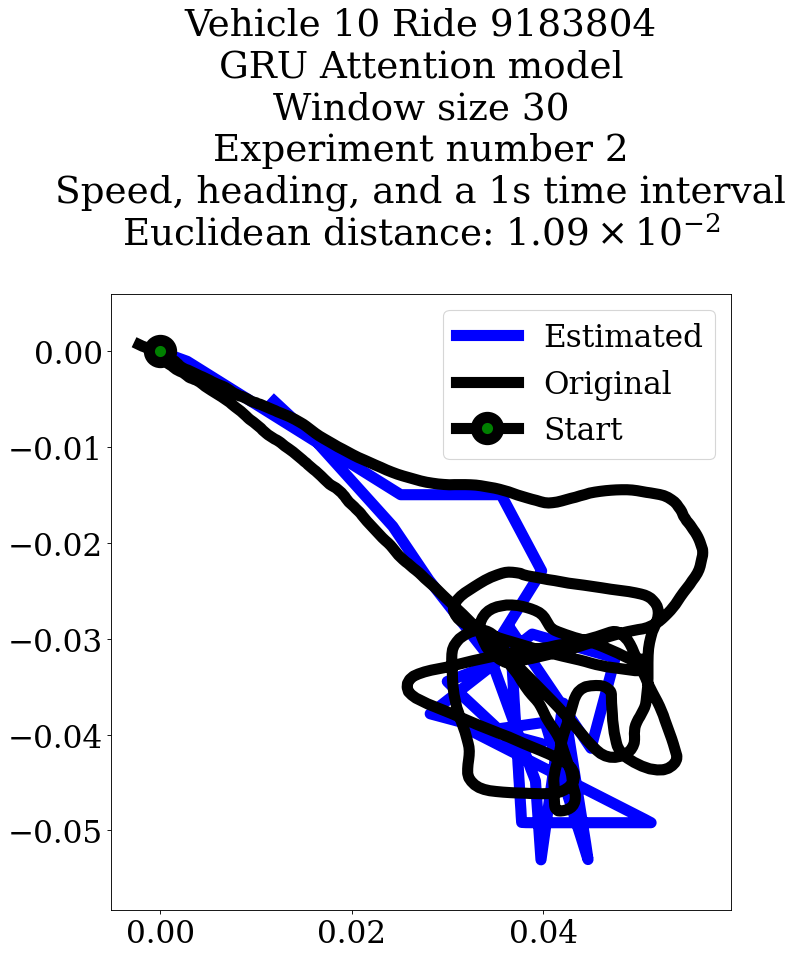 Vehicle 10 Ride 9183804
GRU Attention model
Window size 30
Experiment number 2
Speed, heading, and a 1s time interval
Euclidean distance: 1.09 × 10⁻²
Estimated
Original
Start
0.00
−0.01
−0.02
−0.03
−0.04
−0.05
0.00 0.02 0.04